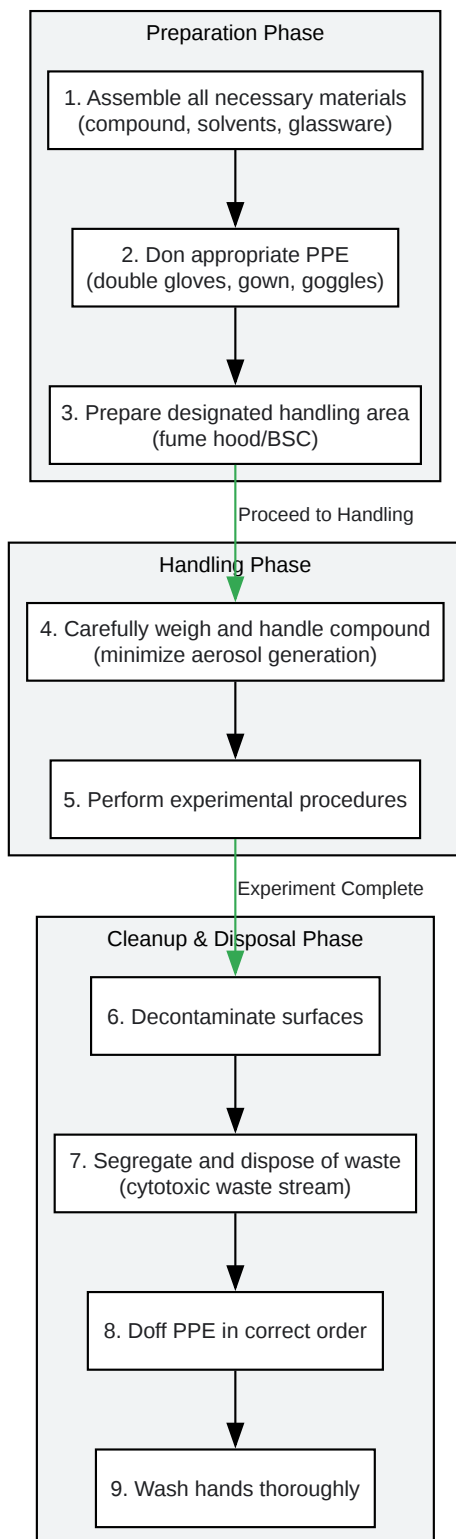 Preparation Phase
1. Assemble all necessary materials
(compound, solvents, glassware)
2. Don appropriate PPE
(double gloves, gown, goggles)
3. Prepare designated handling area
(fume hood/BSC)
Proceed to Handling
Handling Phase
4. Carefully weigh and handle compound
(minimize aerosol generation)
5. Perform experimental procedures
Experiment Complete
Cleanup & Disposal Phase
6. Decontaminate surfaces
7. Segregate and dispose of waste
(cytotoxic waste stream)
8. Doff PPE in correct order
9. Wash hands thoroughly